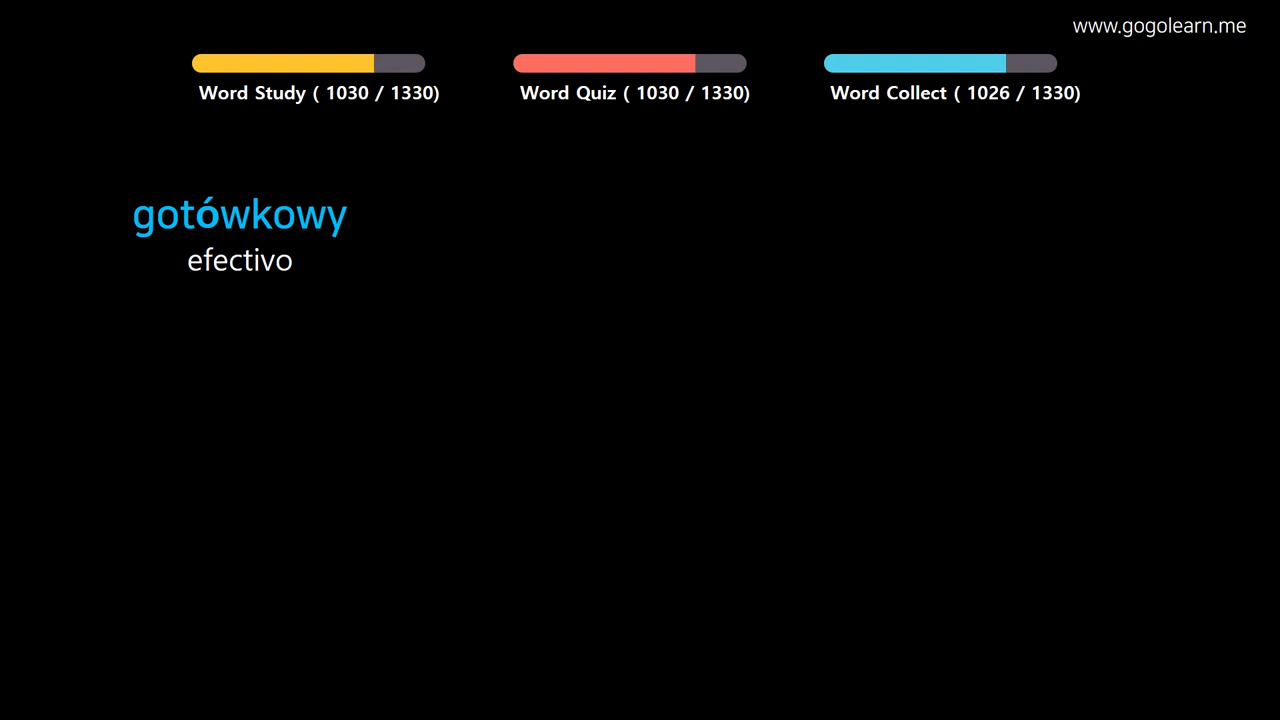 www.gogolearn.me
Word Study ( 1030 / 1330)
Word Quiz ( 1030 / 1330)
Word Collect ( 1026 / 1330)
gotówkowy
efectivo